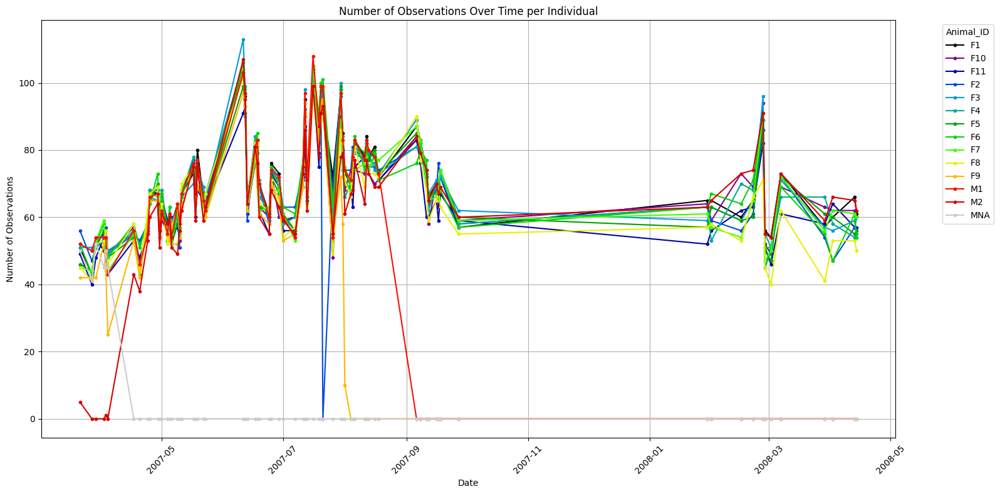 Number of Observations Over Time per Individual
Number of Observations
100
80
60
40
20
0
2007-05
2007-07
2007-09
2007-11
2008-01
2008-03
2008-05
Date
Animal_ID
F1
F10
F11
F2
F3
F4
F5
F6
F7
F8
F9
M1
M2
MNA